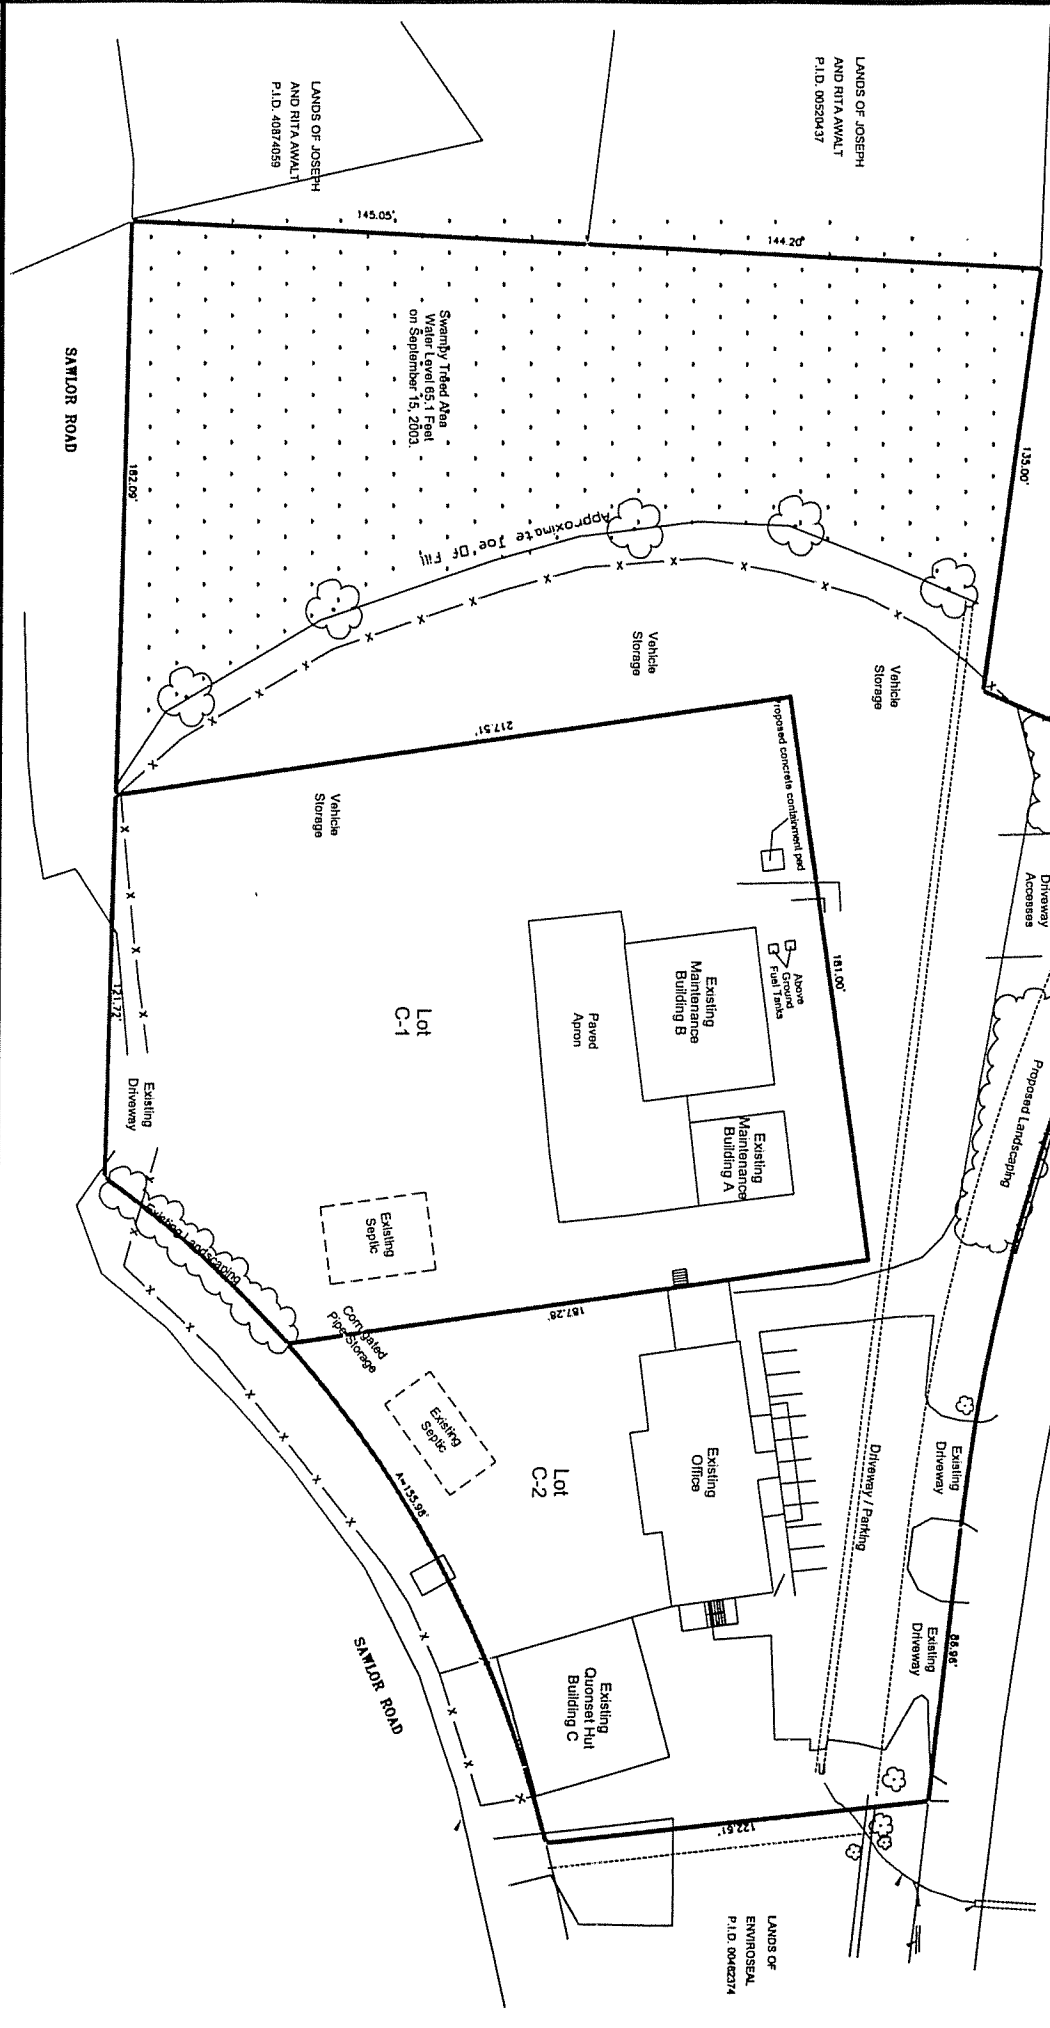 LANDS OF JOSEPH
AND RITA AWALT
P.I.D. 40874059
LANDS OF JOSEPH
AND RITA AWALT
P.I.D. 00520437
145.05'
144.20'
135.00'
Swampy Treed Area
Water Level 65.1 Feet
on September 15, 2003.
SAWLOR ROAD
182.09'
Approximate Toe Of Fill
Vehicle
Storage
Vehicle
Storage
217.51'
Vehicle
Storage
roposed concrete containment pad
Driveway
Accesses
181.00'
Above
Ground
Fuel Tanks
Existing
Maintenance
Building B
Paved
Apron
Lot
C-1
121.72'
Existing
Driveway
Existing
Maintenance
Building A
Proposed Landscaping
Existing
Septic
Existing Landscaping
187.28'
Corrugated
Pipe Storage
Existing
Septic
Lot
C-2
Existing
Office
Driveway / Parking
Existing
Driveway
A=155.98'
Existing
Driveway
88.96'
SAWLOR ROAD
Existing
Quonset Hut
Building C
122.51'
LANDS OF
ENVIROSEAL
P.I.D. 00482374